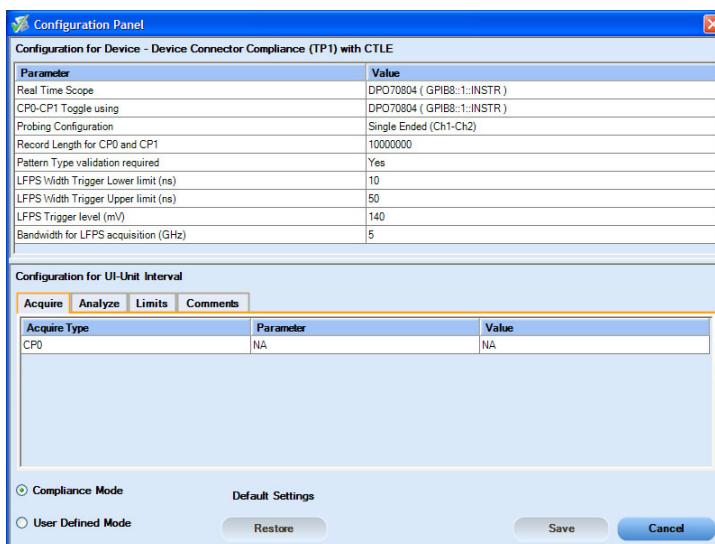 Configuration Panel
Configuration for Device - Device Connector Compliance (TP1) with CTLE
Parameter Value
Real Time Scope DPO70804 ( GPIB8::1::INSTR )
CP0-CP1 Toggle using DPO70804 ( GPIB8::1::INSTR )
Probing Configuration Single Ended (Ch1-Ch2)
Record Length for CP0 and CP1 10000000
Pattern Type validation required Yes
LFPS Width Trigger Lower limit (ns) 10
LFPS Width Trigger Upper limit (ns) 50
LFPS Trigger level (mV) 140
Bandwidth for LFPS acquisition (GHz) 5
Configuration for UI-Unit Interval
Acquire Analyze Limits Comments
Acquire Type Parameter Value
CP0 NA NA
Compliance Mode Default Settings
User Defined Mode Restore Save Cancel